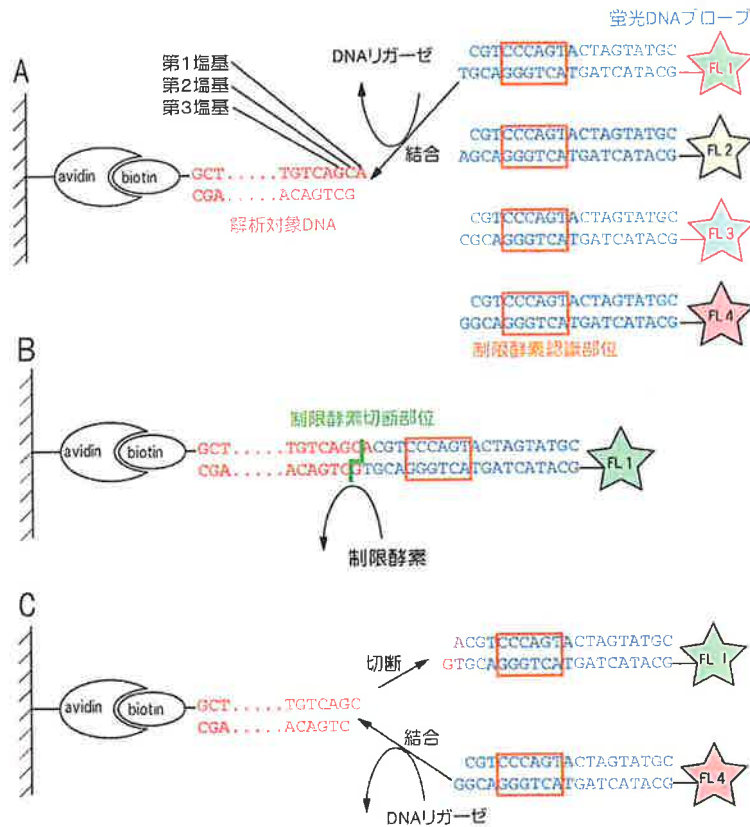 蛍光DNAプローブ
A
第1塩基
第2塩基
第3塩基
DNAリガーゼ
結合
avidin
biotin
GCT.....TGTCAGCA
CGA.....ACAGTCG
解析対象DNA
CGTCCCAGTACTAGTATGC
TGCAGGGTCATGATCATACG
FL 1
CGTCCCAGTACTAGTATGC
AGCAGGGTCATGATCATACG
FL 2
CGTCCCAGTACTAGTATGC
CGCAGGGTCATGATCATACG
FL 3
CGTCCCAGTACTAGTATGC
GGCAGGGTCATGATCATACG
FL 4
制限酵素認識部位
B
制限酵素切断部位
avidin
biotin
GCT.....TGTCAGCACGTCCCAGTACTAGTATGC
CGA.....ACAGTCGTGCAGGGTCATGATCATACG
FL 1
制限酵素
C
avidin
biotin
GCT.....TGTCAGC
CGA.....ACAGTC
切断
ACGTCCCAGTACTAGTATGC
GTGCAGGGTCATGATCATACG
FL 1
結合
DNAリガーゼ
CGTCCCAGTACTAGTATGC
GGCAGGGTCATGATCATACG
FL 4